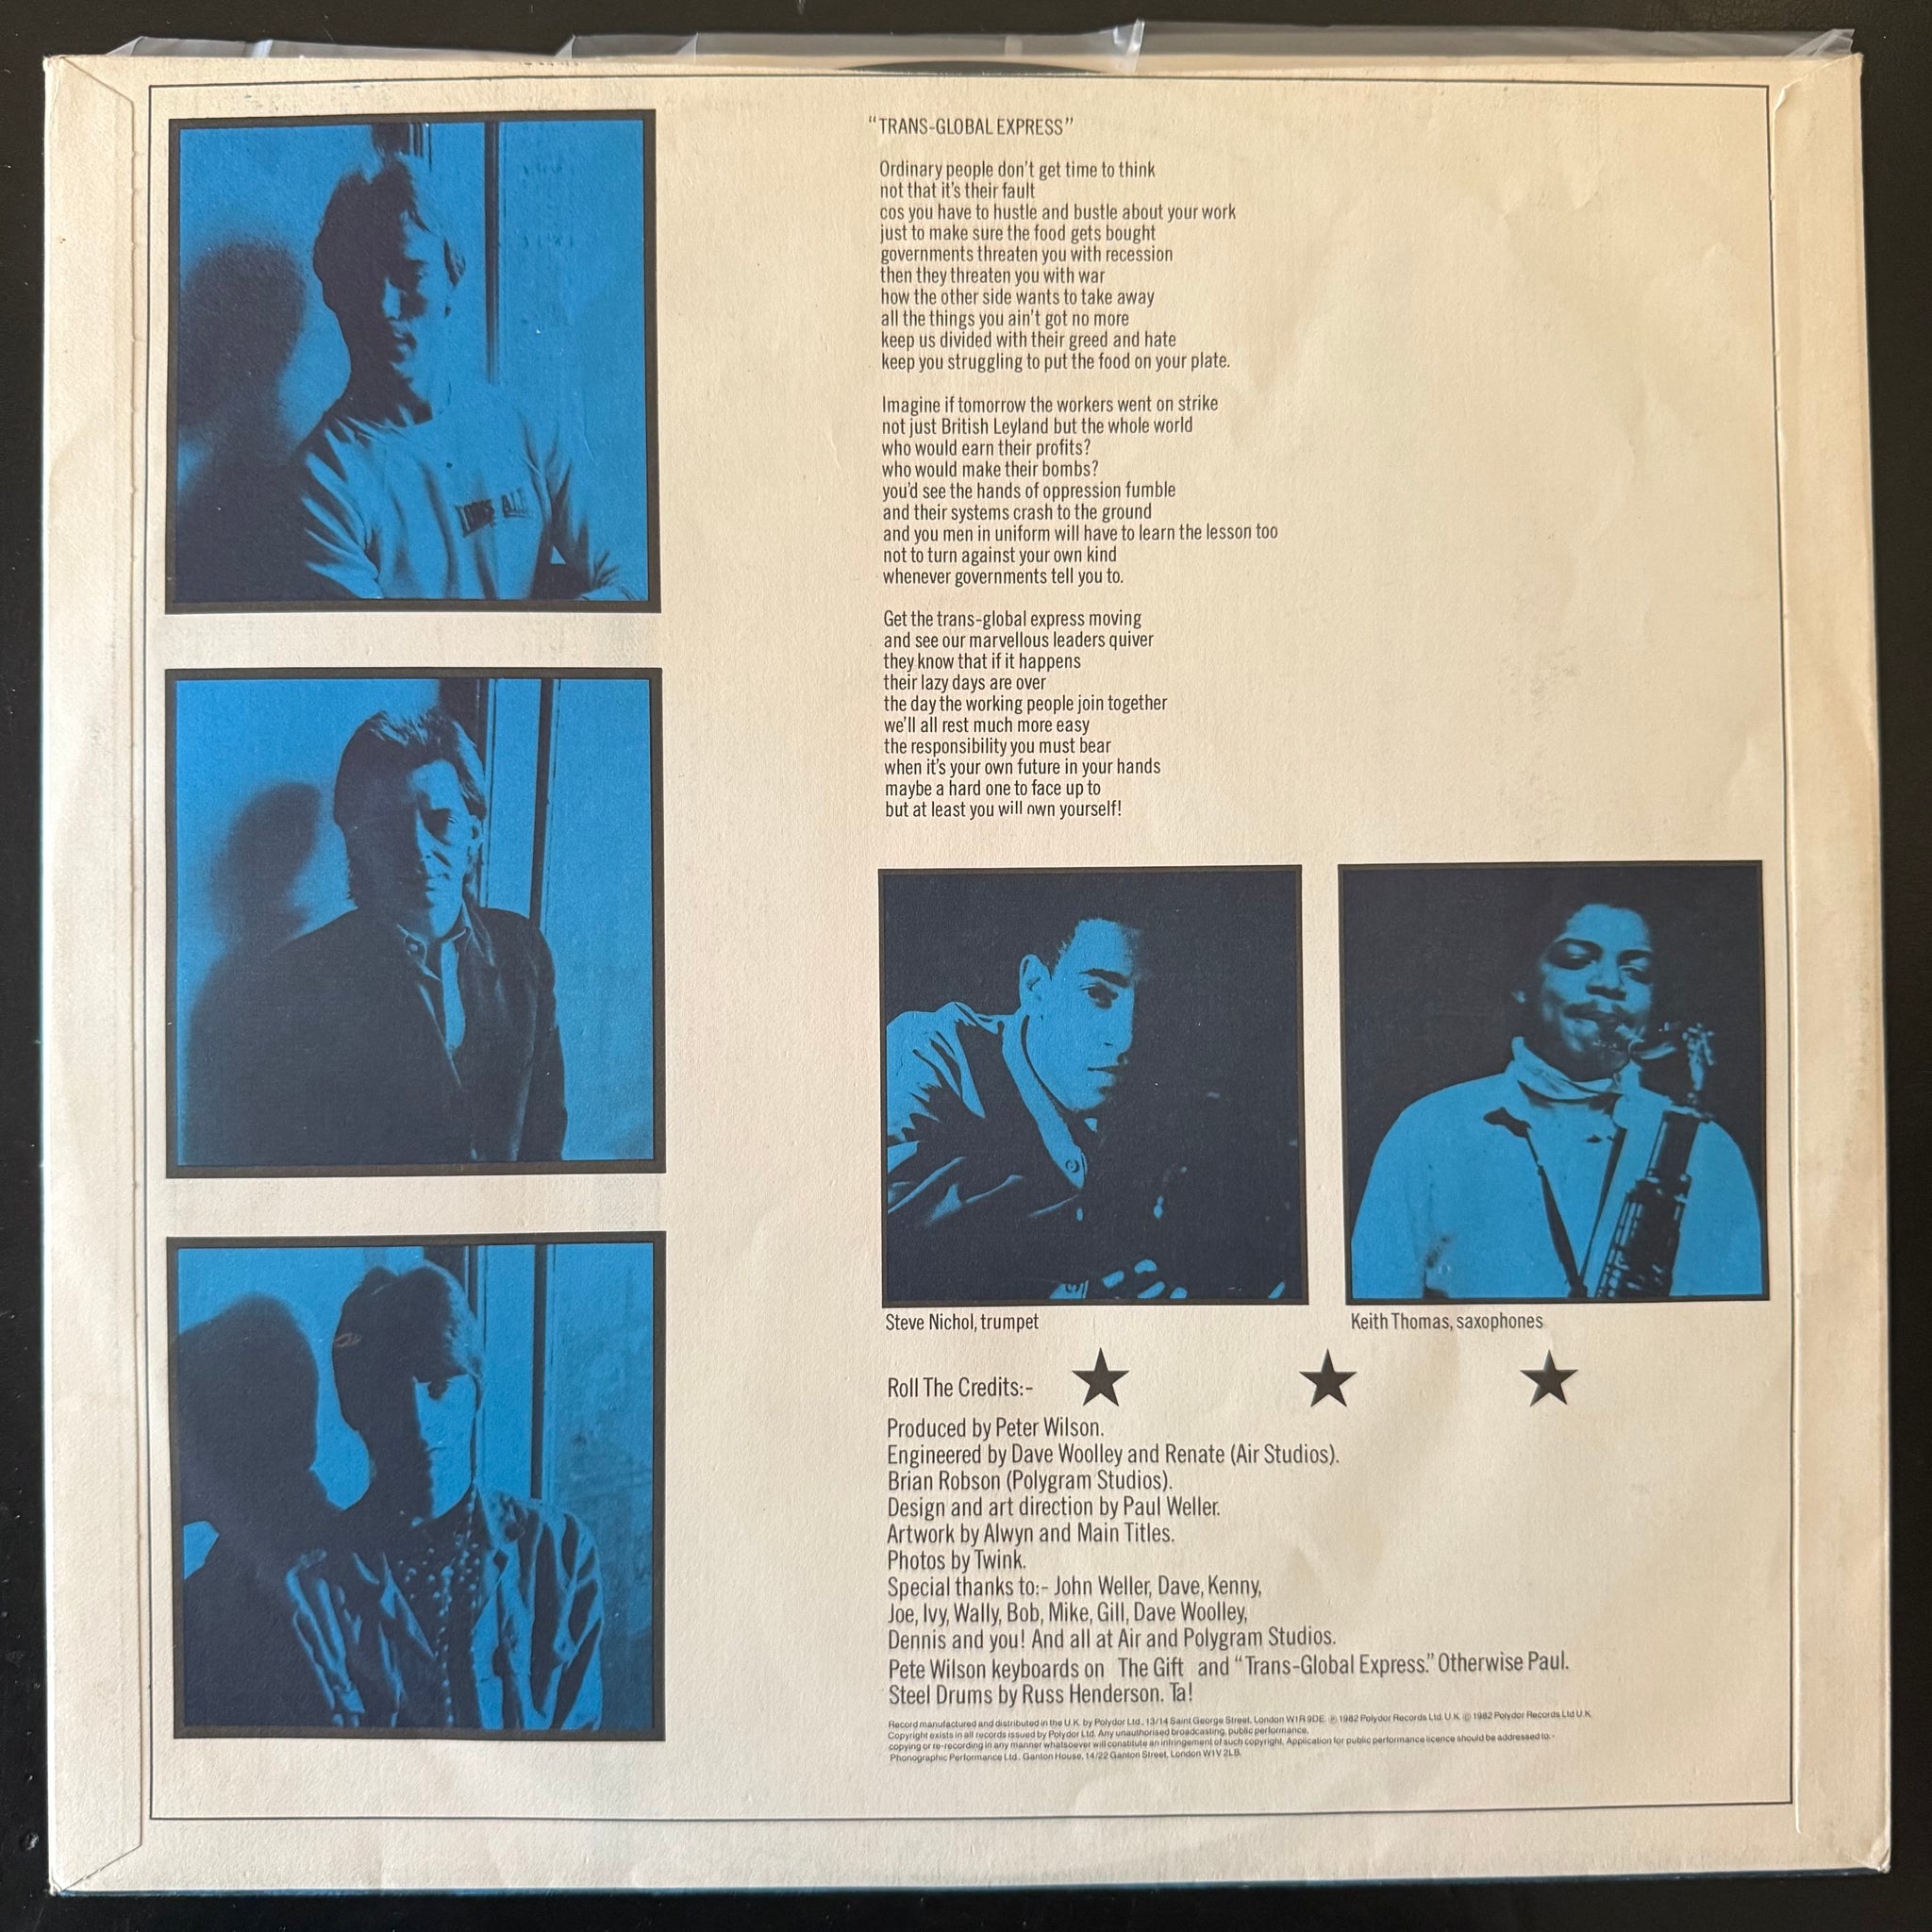 “TRANS-GLOBAL EXPRESS”
Ordinary people don't get time to think
not that it's their fault
cos you have to hustle and bustle about your work
just to make sure the food gets bought
governments threaten you with recession
then they threaten you with war
how the other side wants to take away
all the things you ain't got no more
keep us divided with their greed and hate
keep you struggling to put the food on your plate.
Imagine if tomorrow the workers went on strike
not just British Leyland but the whole world
who would earn their profits?
who would make their bombs?
you'd see the hands of oppression fumble
and their systems crash to the ground
and you men in uniform will have to learn the lesson too
not to turn against your own kind
whenever governments tell you to.
Get the trans-global express moving
and see our marvellous leaders quiver
they know that if it happens
their lazy days are over
the day the working people join together
we'll all rest much more easy
the responsibility you must bear
when it's your own future in your hands
maybe a hard one to face up to
but at least you will own yourself!
Steve Nichol, trumpet
Keith Thomas, saxophones
Roll The Credits:-
Produced by Peter Wilson.
Engineered by Dave Woolley and Renate (Air Studios).
Brian Robson (Polygram Studios).
Design and art direction by Paul Weller.
Artwork by Alwyn and Main Titles.
Photos by Twink.
Special thanks to:- John Weller, Dave, Kenny,
Joe, Ivy, Wally, Bob, Mike, Gill, Dave Woolley,
Dennis and you! And all at Air and Polygram Studios.
Pete Wilson keyboards on The Gift and “Trans-Global Express.” Otherwise Paul.
Steel Drums by Russ Henderson. Ta!
Record manufactured and distributed in the U.K. by Polydor Ltd., 13/14 Saint George Street, London W1R 9DE. ℗ 1982 Polydor Records Ltd. U.K. © 1982 Polydor Records Ltd U.K.
Copyright exists in all records issued by Polydor Ltd. Any unauthorised broadcasting, public performance,
copying or re-recording in any manner whatsoever will constitute an infringement of such copyright. Application for public performance licence should be addressed to:-
Phonographic Performance Ltd., Ganton House, 14/22 Ganton Street, London W1V 2LB.